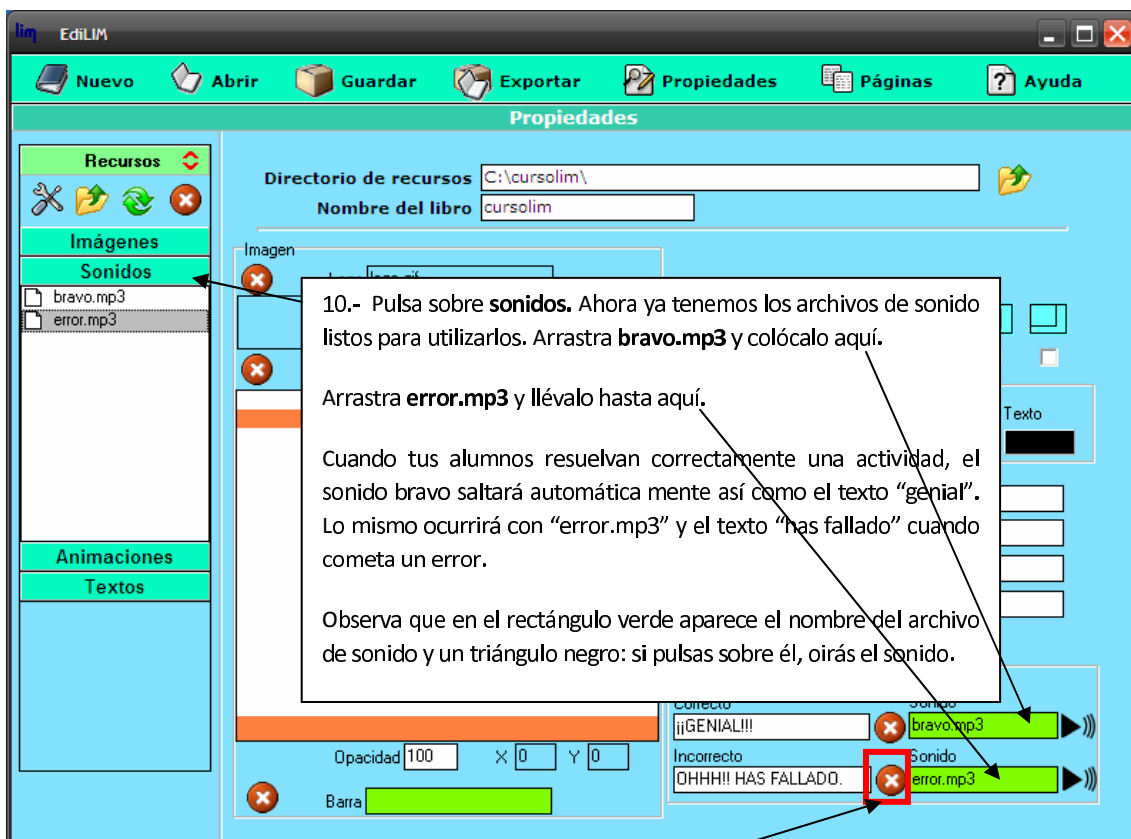 lim EdiLIM
Nuevo Abrir Guardar Exportar Propiedades Páginas Ayuda
Propiedades
Recursos
Directorio de recursos C:\cursolim\
Nombre del libro cursolim
Imágenes
Sonidos
bravo.mp3
error.mp3
Animaciones
Textos
Imagen
10.- Pulsa sobre sonidos. Ahora ya tenemos los archivos de sonido
listos para utilizarlos. Arrastra bravo.mp3 y colócalo aquí.
Arrastra error.mp3 y llévalo hasta aquí.
Cuando tus alumnos resuelvan correctamente una actividad, el
sonido bravo saltará automática mente así como el texto “genial”.
Lo mismo ocurrirá con “error.mp3” y el texto “has fallado” cuando
cometa un error.
Observa que en el rectángulo verde aparece el nombre del archivo
de sonido y un triángulo negro: si pulsas sobre él, oirás el sonido.
Texto
Correcto Sonido
¡¡GENIAL!!! bravo.mp3
Incorrecto Sonido
OHHH!! HAS FALLADO. error.mp3
Opacidad 100 X 0 Y 0
Barra